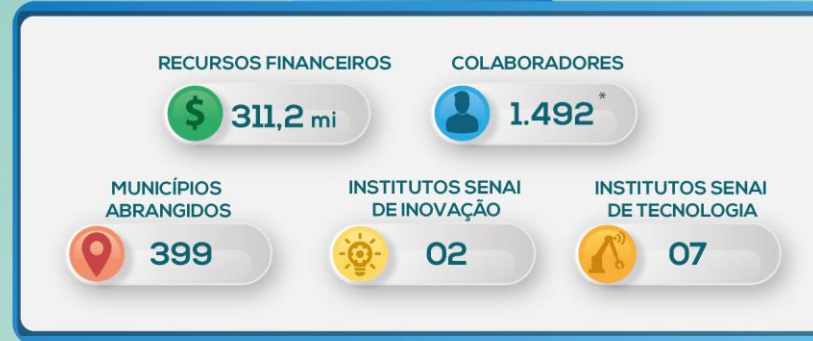 RECURSOS FINANCEIROS
$ 311,2 mi
COLABORADORES
1.492*
MUNICÍPIOS
ABRANGIDOS
399
INSTITUTOS SENAI
DE INOVAÇÃO
02
INSTITUTOS SENAI
DE TECNOLOGIA
07